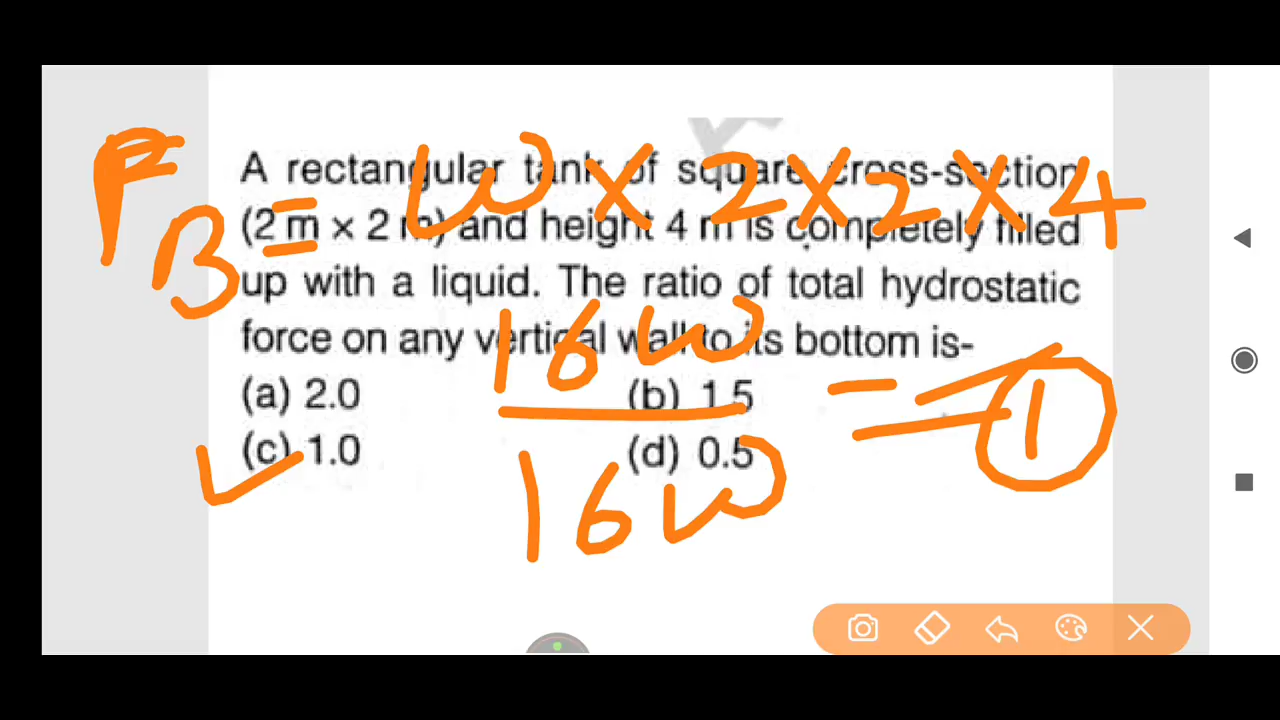 A rectangular tank of square cross-section
(2 m × 2 m) and height 4 m is completely filled
up with a liquid. The ratio of total hydrostatic
force on any vertical wall to its bottom is-
(a) 2.0 (b) 1.5
(c) 1.0 (d) 0.5
P_B = W × 2 × 2 × 4
16W
16W
= 1